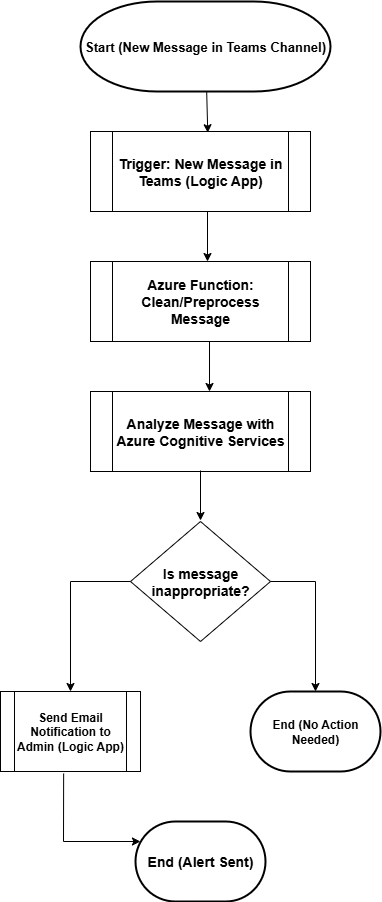 Start (New Message in Teams Channel)
Trigger: New Message in
Teams (Logic App)
Azure Function:
Clean/Preprocess
Message
Analyze Message with
Azure Cognitive Services
Is message
inappropriate?
Send Email
Notification to
Admin (Logic App)
End (No Action
Needed)
End (Alert Sent)